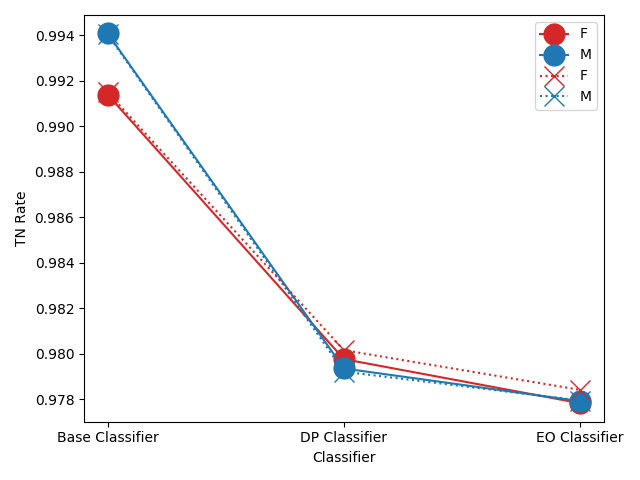 0.994
0.992
0.990
0.988
0.986
0.984
0.982
0.980
0.978
TN Rate
Base Classifier
DP Classifier
EO Classifier
Classifier
F
M
F
M